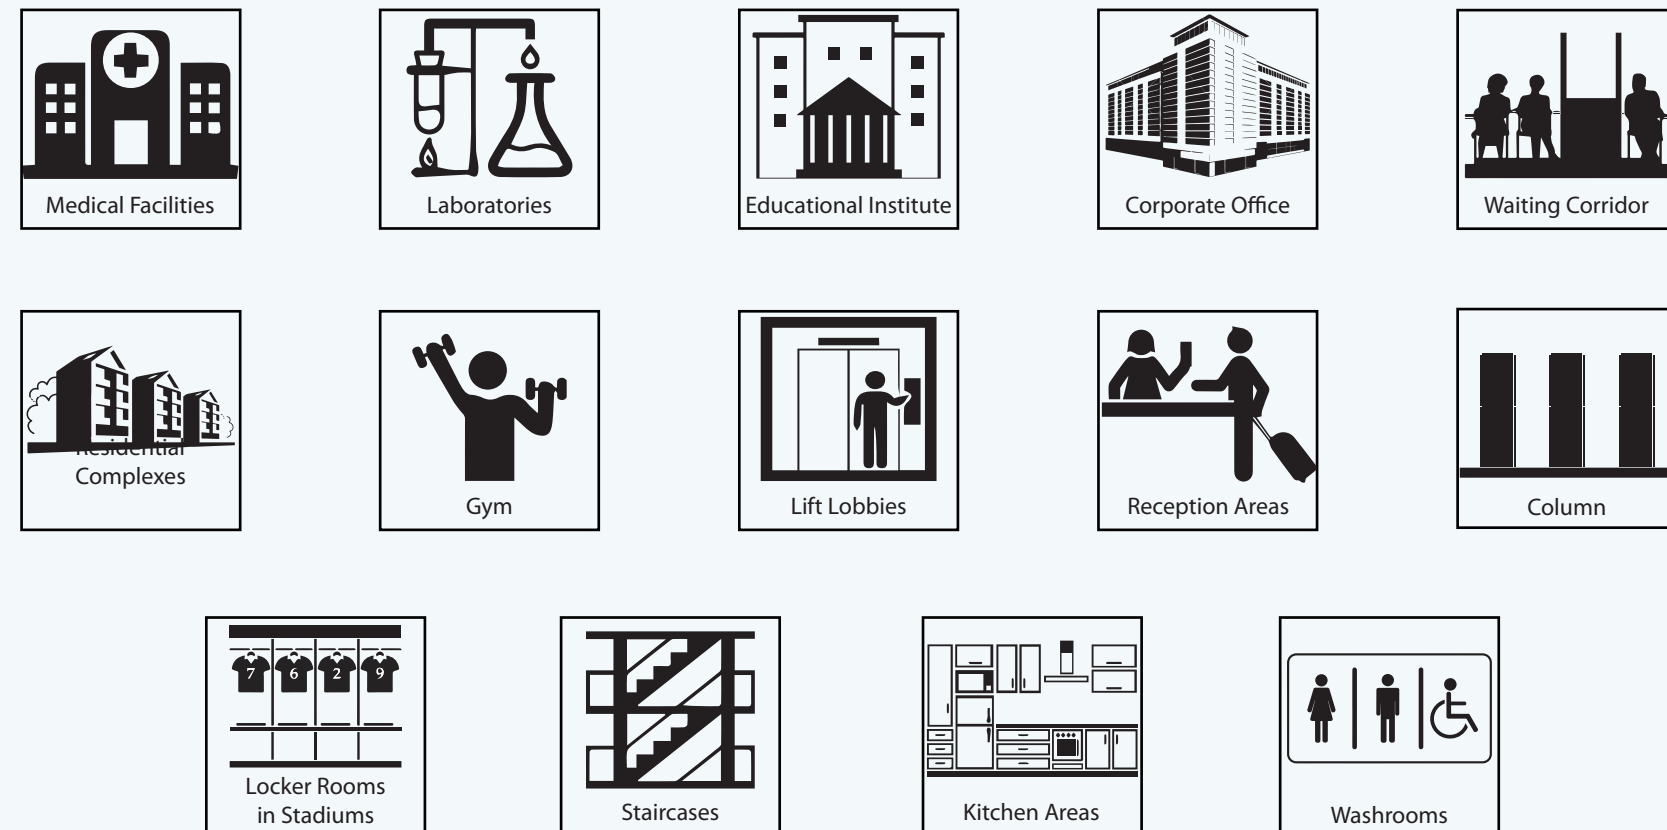 Medical Facilities
Laboratories
Educational Institute
Corporate Office
Waiting Corridor
Residential
Complexes
Gym
Lift Lobbies
Reception Areas
Column
7 6 2 9
Locker Rooms
in Stadiums
Staircases
Kitchen Areas
Washrooms